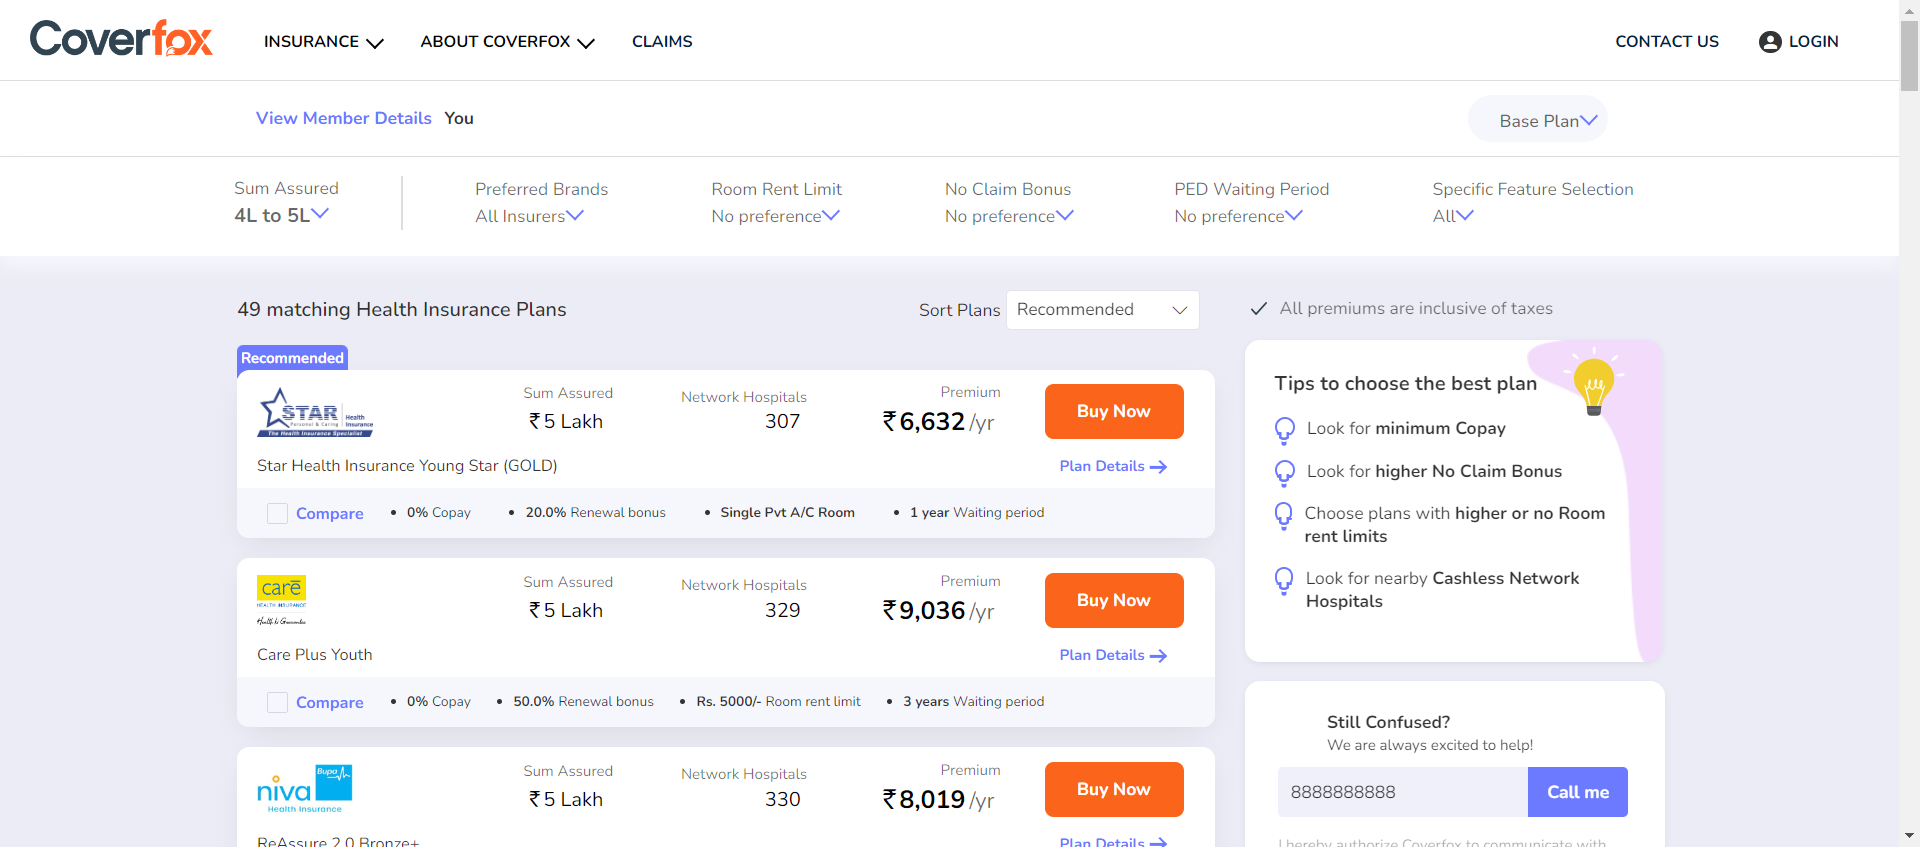 Coverfox
INSURANCE
ABOUT COVERFOX
CLAIMS
CONTACT US
LOGIN
View Member Details You
Base Plan
Sum Assured
4L to 5L
Preferred Brands
All Insurers
Room Rent Limit
No preference
No Claim Bonus
No preference
PED Waiting Period
No preference
Specific Feature Selection
All
49 matching Health Insurance Plans
Sort Plans Recommended
All premiums are inclusive of taxes
Recommended
STAR Health Insurance
Personal & Caring
The Health Insurance Specialist
Sum Assured
₹5 Lakh
Network Hospitals
307
Premium
₹6,632/yr
Buy Now
Star Health Insurance Young Star (GOLD)
Plan Details
Compare
0% Copay
20.0% Renewal bonus
Single Pvt A/C Room
1 year Waiting period
care
HEALTH INSURANCE
Sum Assured
₹5 Lakh
Network Hospitals
329
Premium
₹9,036/yr
Buy Now
Care Plus Youth
Plan Details
Compare
0% Copay
50.0% Renewal bonus
Rs. 5000/- Room rent limit
3 years Waiting period
niva Bupa
Health Insurance
Sum Assured
₹5 Lakh
Network Hospitals
330
Premium
₹8,019/yr
Buy Now
ReAssure 2.0 Bronze+
Plan Details
Tips to choose the best plan
Look for minimum Copay
Look for higher No Claim Bonus
Choose plans with higher or no Room
rent limits
Look for nearby Cashless Network
Hospitals
Still Confused?
We are always excited to help!
8888888888
Call me
I hereby authorize Coverfox to communicate with